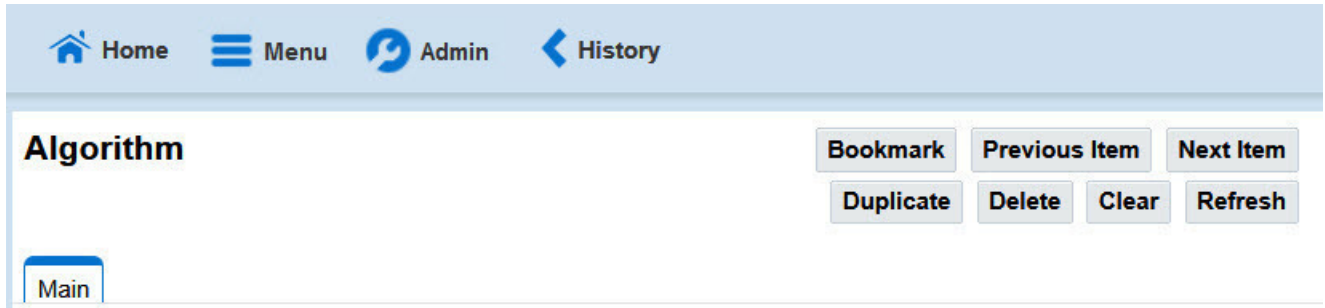 Home Menu Admin History
Algorithm
Bookmark Previous Item Next Item
Duplicate Delete Clear Refresh
Main